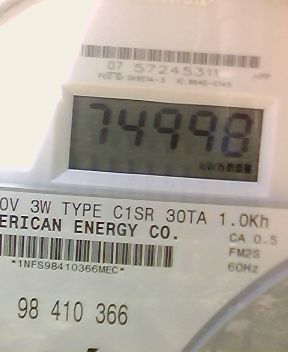 07 57245311
74998
kWh
0V 3W TYPE C1SR 30TA 1.0Kh
ERICAN ENERGY CO.
CA 0.5
FM2S
60Hz
*1NFS98410366MEC*
98 410 366